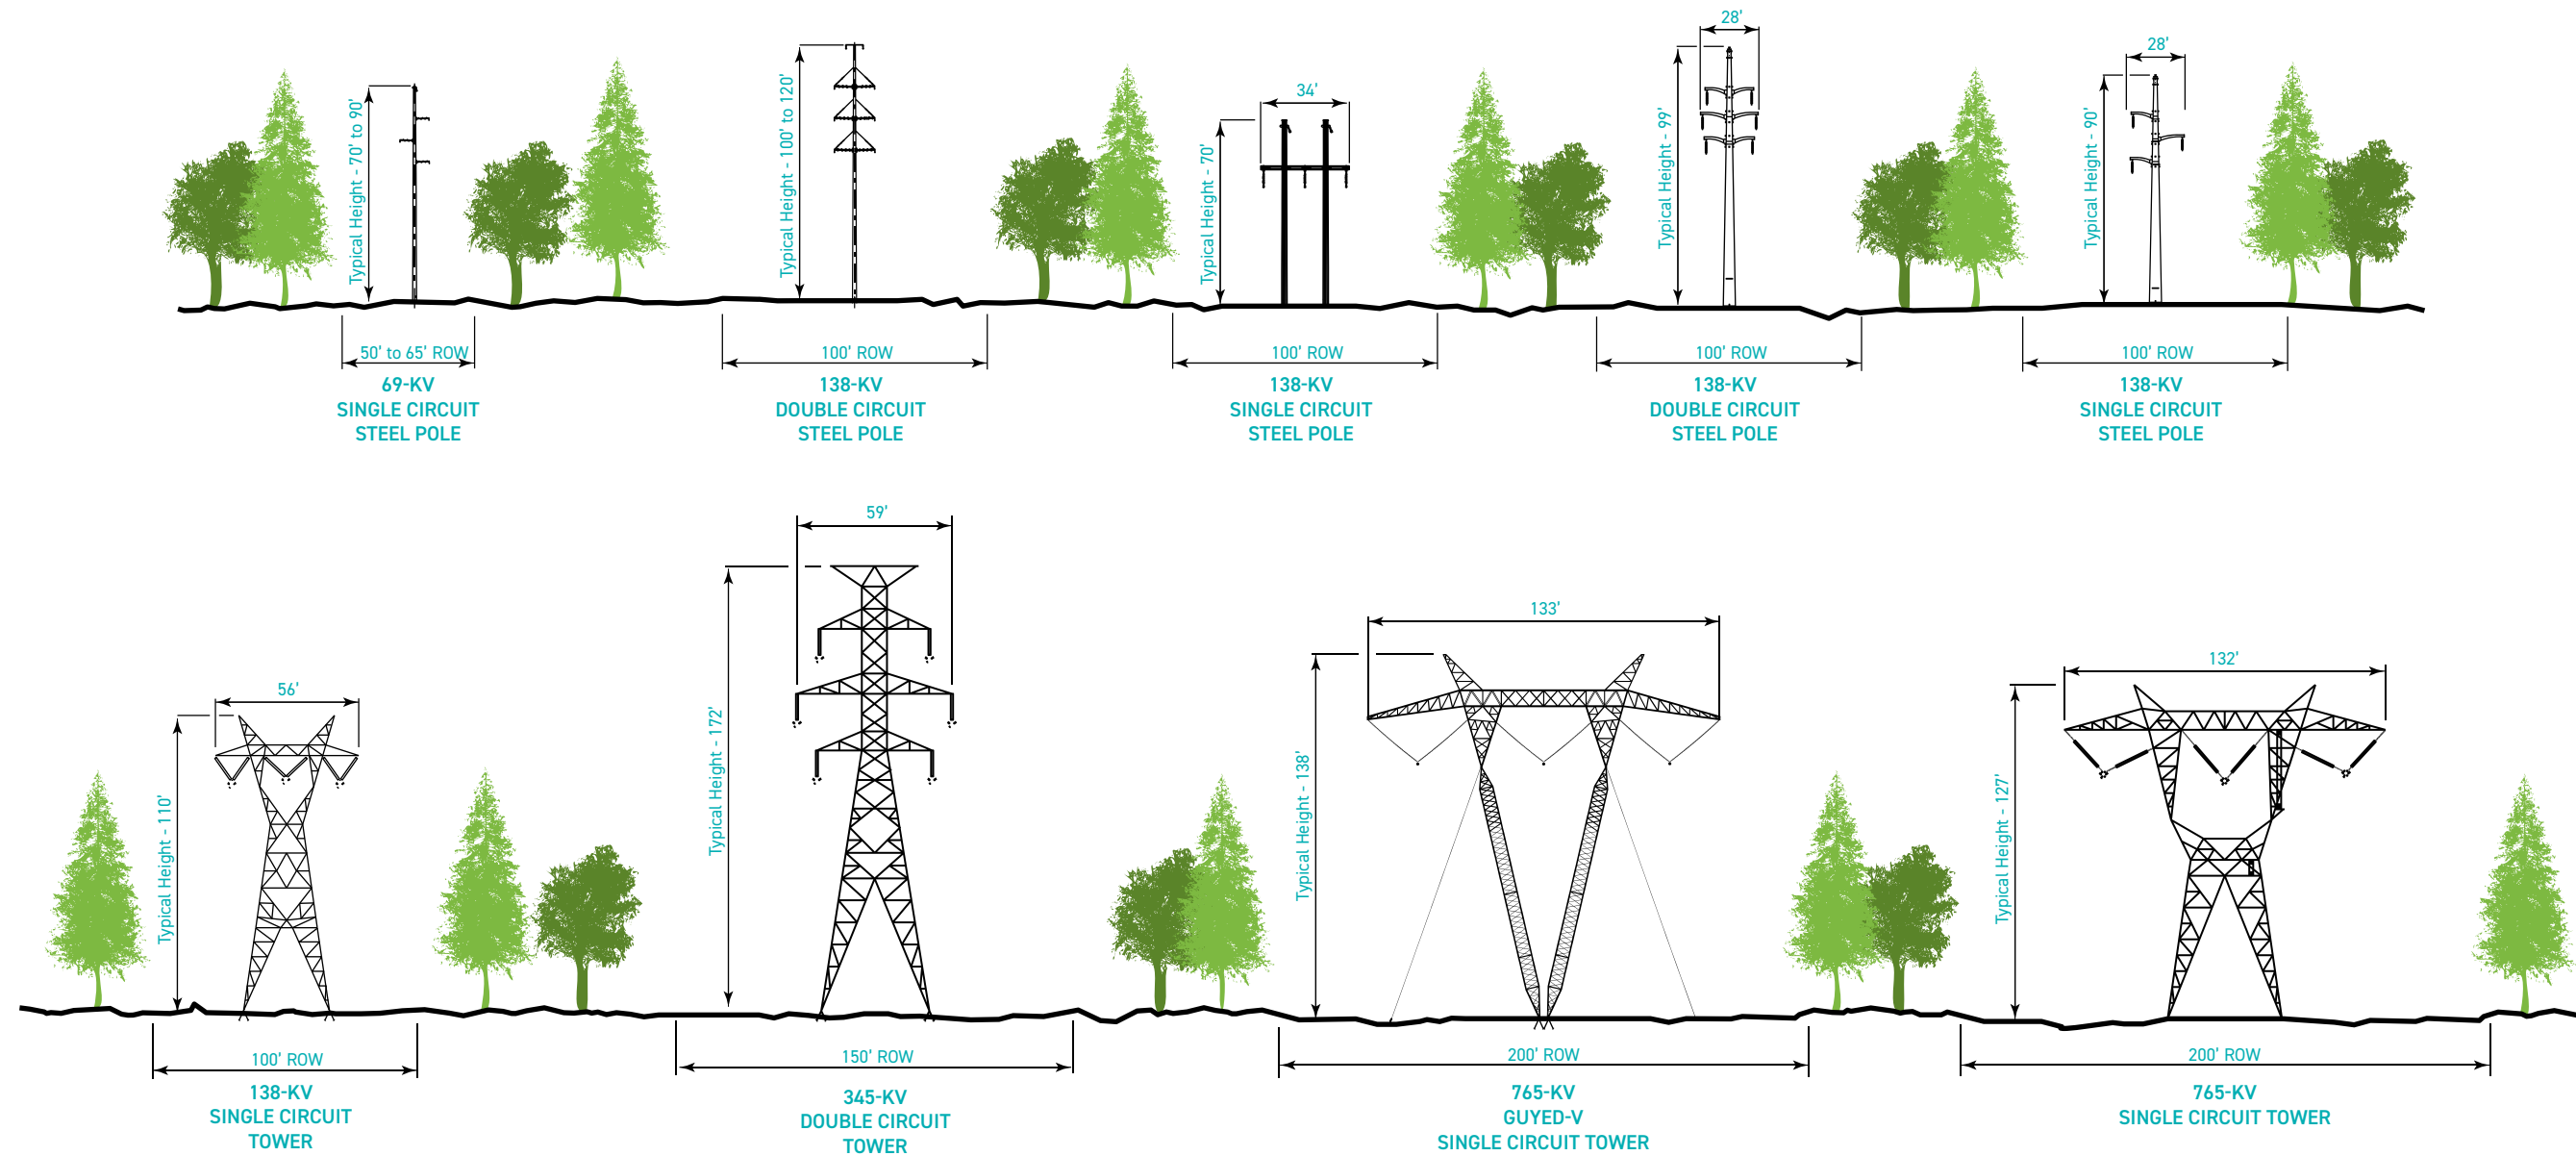 Typical Height - 70' to 90'
50' to 65' ROW
69-KV
SINGLE CIRCUIT
STEEL POLE
Typical Height - 100' to 120'
100' ROW
138-KV
DOUBLE CIRCUIT
STEEL POLE
34'
Typical Height - 70'
100' ROW
138-KV
SINGLE CIRCUIT
STEEL POLE
28'
Typical Height - 99'
100' ROW
138-KV
DOUBLE CIRCUIT
STEEL POLE
28'
Typical Height - 90'
100' ROW
138-KV
SINGLE CIRCUIT
STEEL POLE
56'
Typical Height - 110'
100' ROW
138-KV
SINGLE CIRCUIT
TOWER
59'
Typical Height - 172'
150' ROW
345-KV
DOUBLE CIRCUIT
TOWER
133'
Typical Height - 138'
200' ROW
765-KV
GUYED-V
SINGLE CIRCUIT TOWER
132'
Typical Height - 127'
200' ROW
765-KV
SINGLE CIRCUIT TOWER